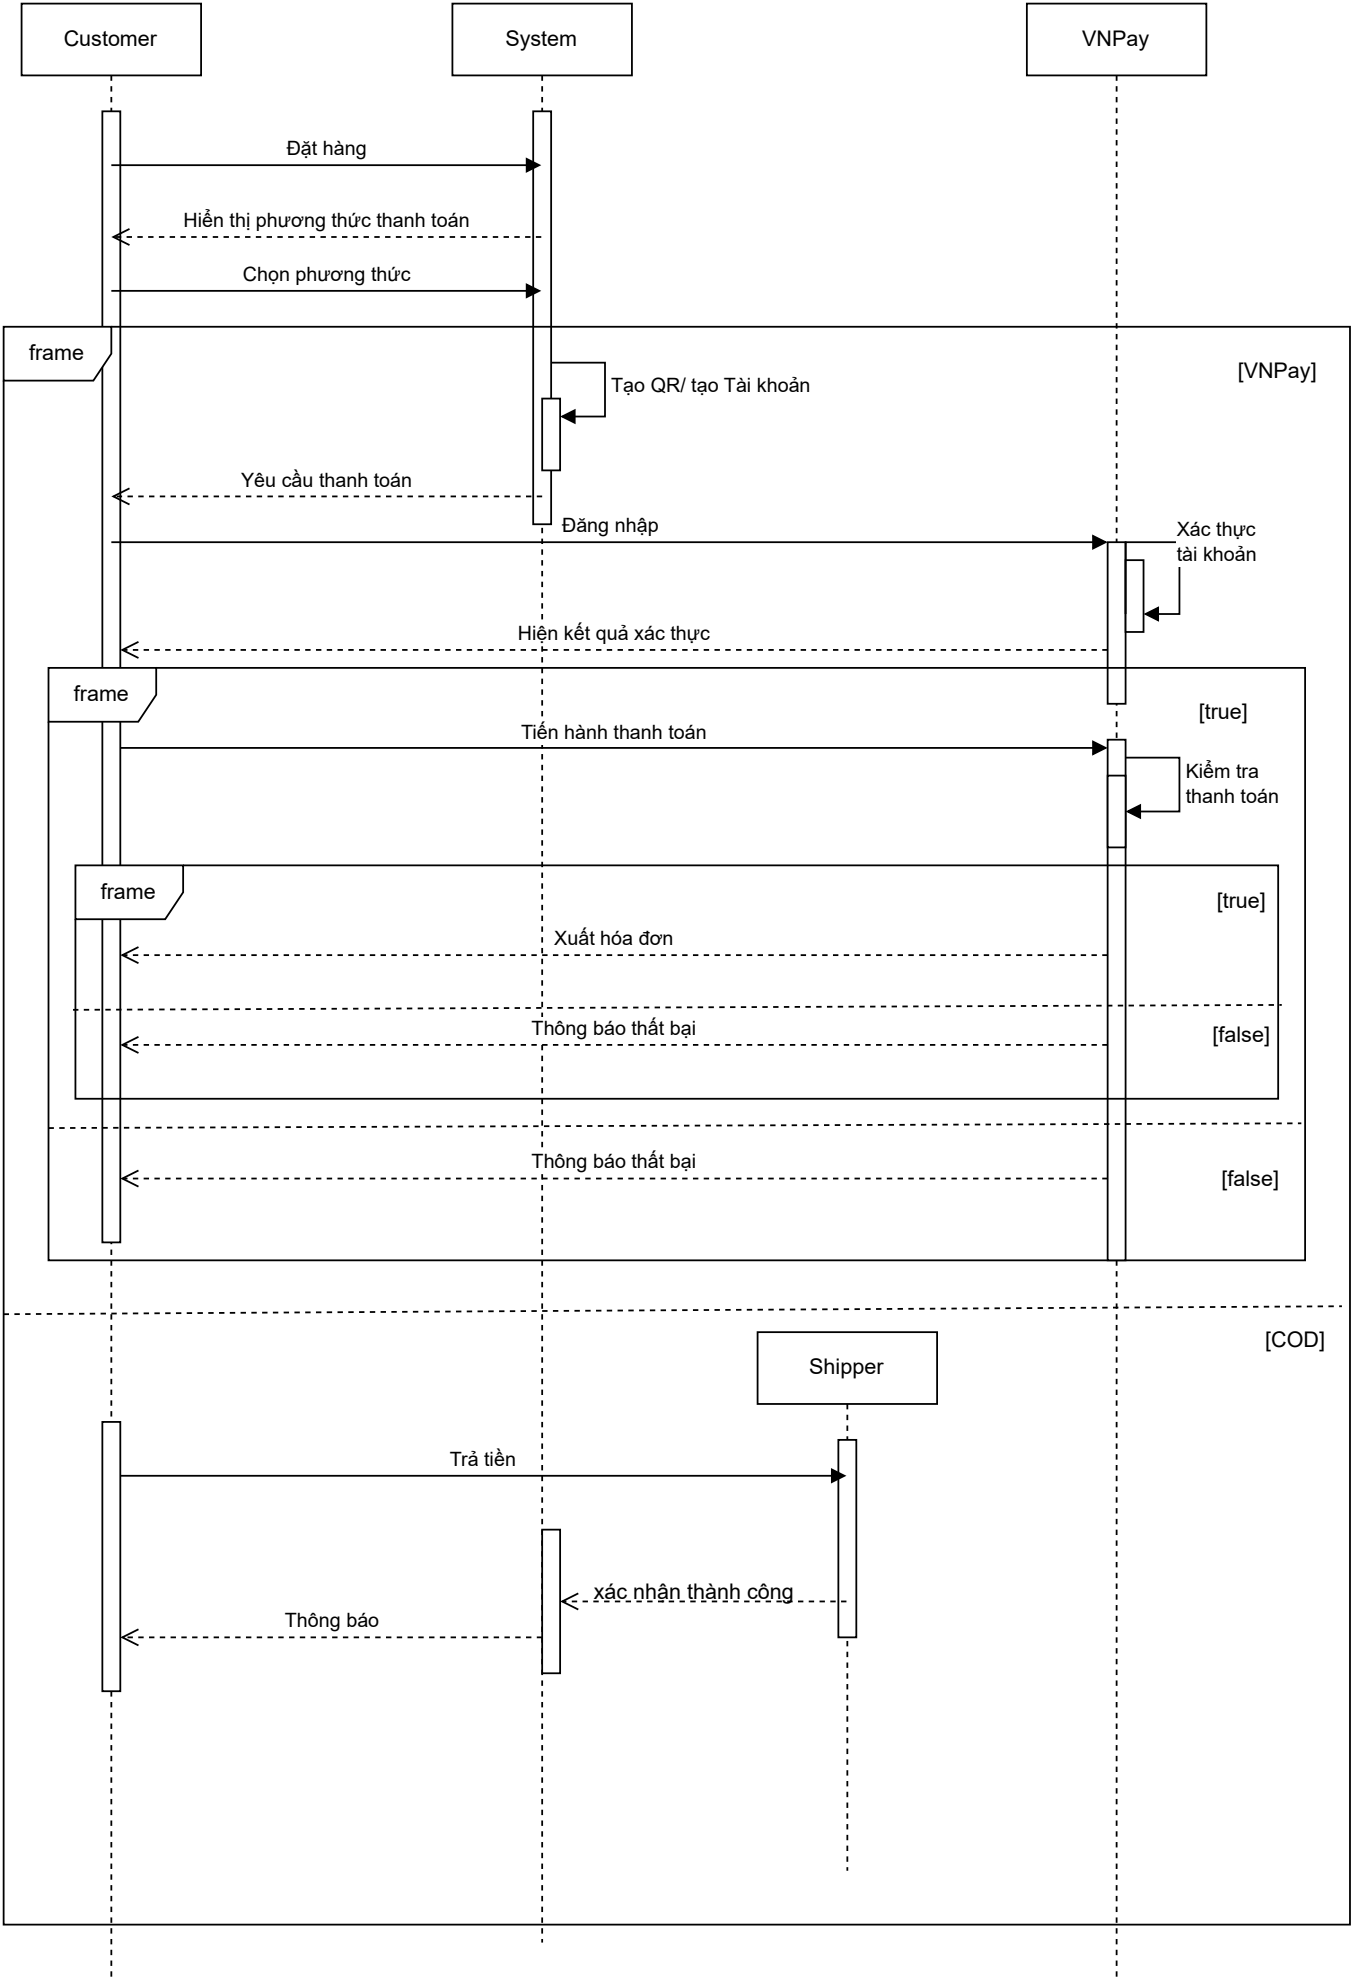 Customer
System
VNPay
Đặt hàng
Hiển thị phương thức thanh toán
Chọn phương thức
frame
[VNPay]
Tạo QR/ tạo Tài khoản
Yêu cầu thanh toán
Đăng nhập
Xác thực
tài khoản
Hiện kết quả xác thực
frame
[true]
Tiến hành thanh toán
Kiểm tra
thanh toán
frame
[true]
Xuất hóa đơn
Thông báo thất bại
[false]
Thông báo thất bại
[false]
[COD]
Shipper
Trả tiền
xác nhận thành công
Thông báo